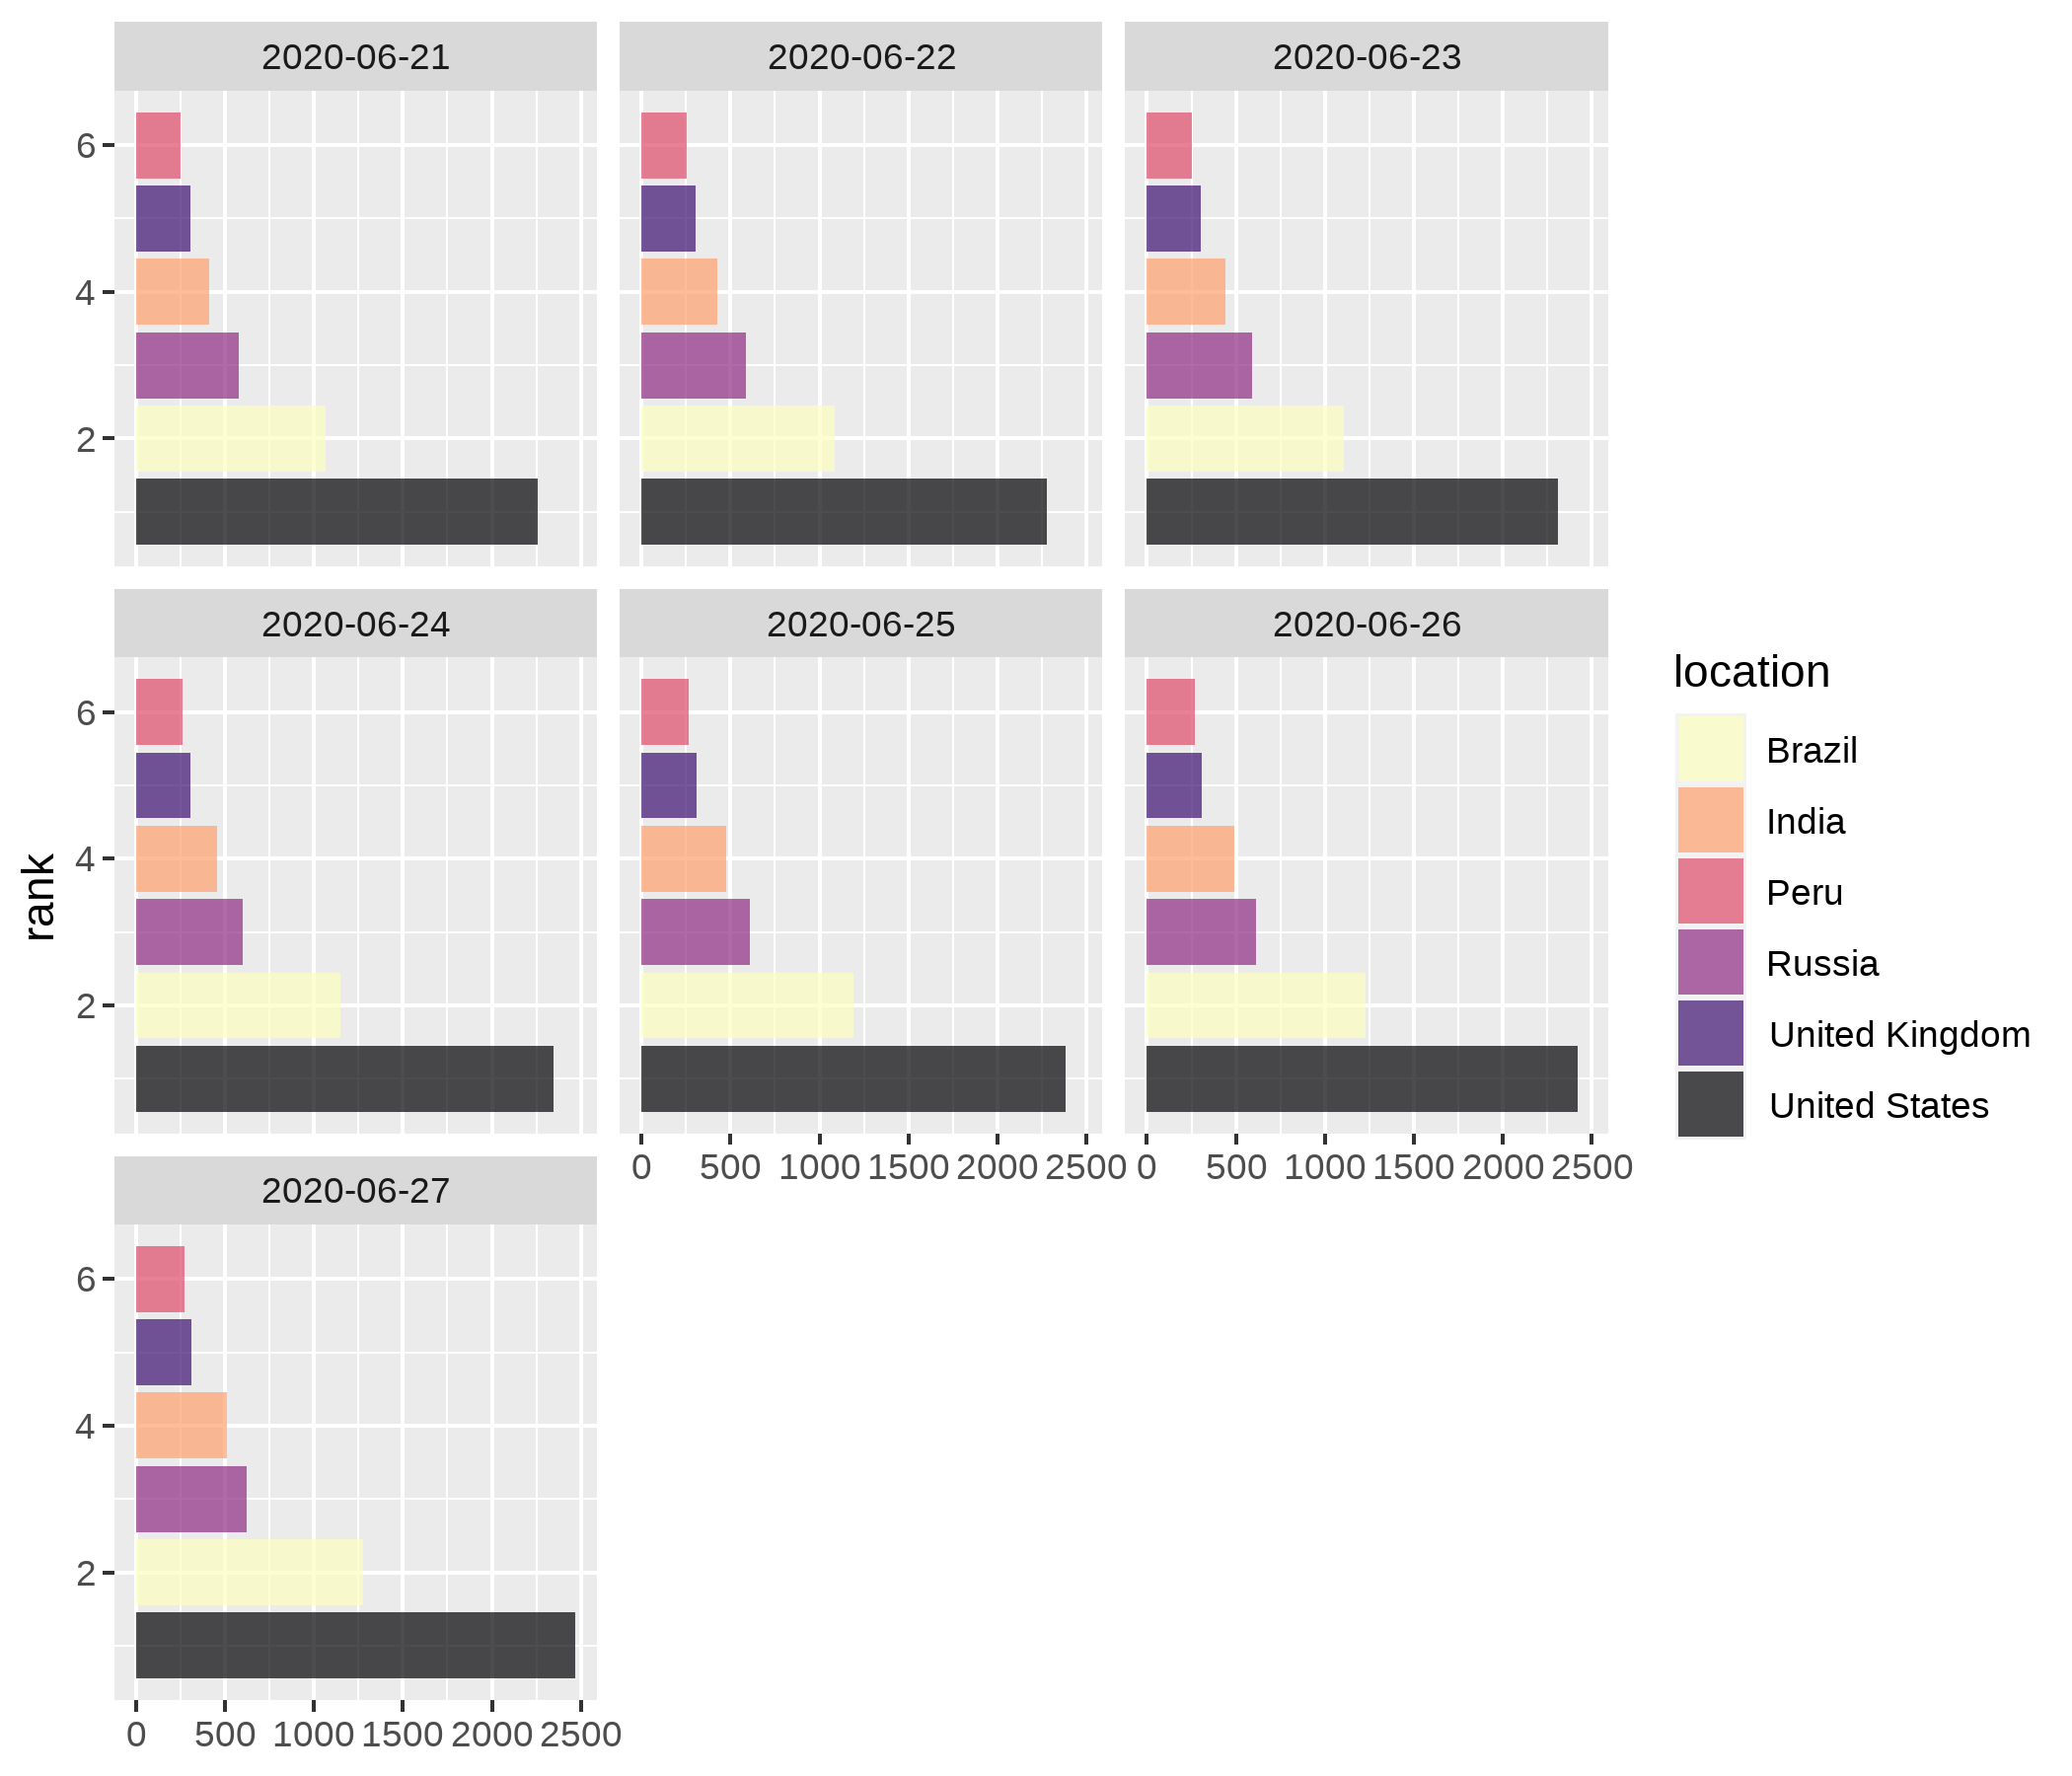 2020-06-21 2020-06-22 2020-06-23
6
4
2
2020-06-24 2020-06-25 2020-06-26
6
4
2
0 500 1000 1500 2000 2500 0 500 1000 1500 2000 2500
2020-06-27
6
4
2
0 500 1000 1500 2000 2500
rank
location
Brazil
India
Peru
Russia
United Kingdom
United States